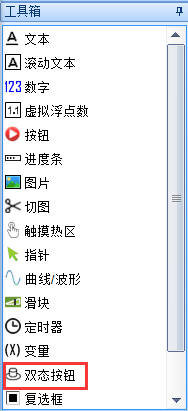 工具箱
A 文本
A 滚动文本
123 数字
1.1 虚拟浮点数
按钮
进度条
图片
切图
触摸热区
指针
曲线/波形
滑块
定时器
(X) 变量
双态按钮
复选框